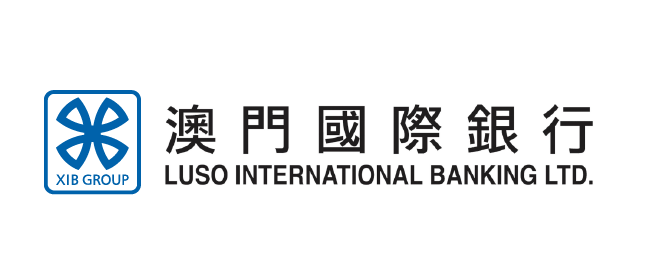 XIB GROUP
澳門國際銀行
LUSO INTERNATIONAL BANKING LTD.